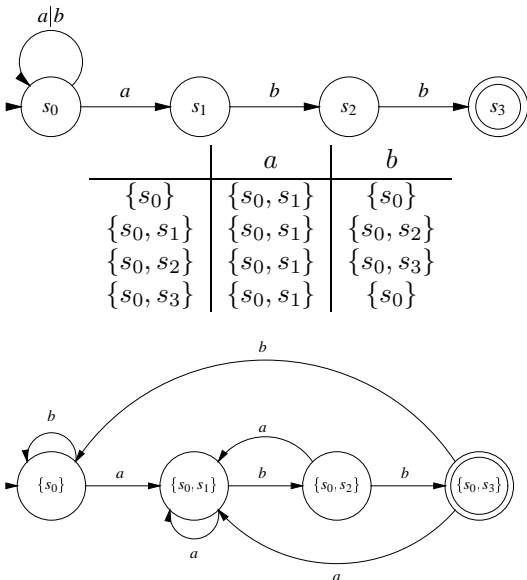 a|b
s₀ a s₁ b s₂ b s₃
a b
{s₀} {s₀, s₁} {s₀}
{s₀, s₁} {s₀, s₁} {s₀, s₂}
{s₀, s₂} {s₀, s₁} {s₀, s₃}
{s₀, s₃} {s₀, s₁} {s₀}
b
b a
{s₀} a {s₀, s₁} b {s₀, s₂} b {s₀, s₃}
a a